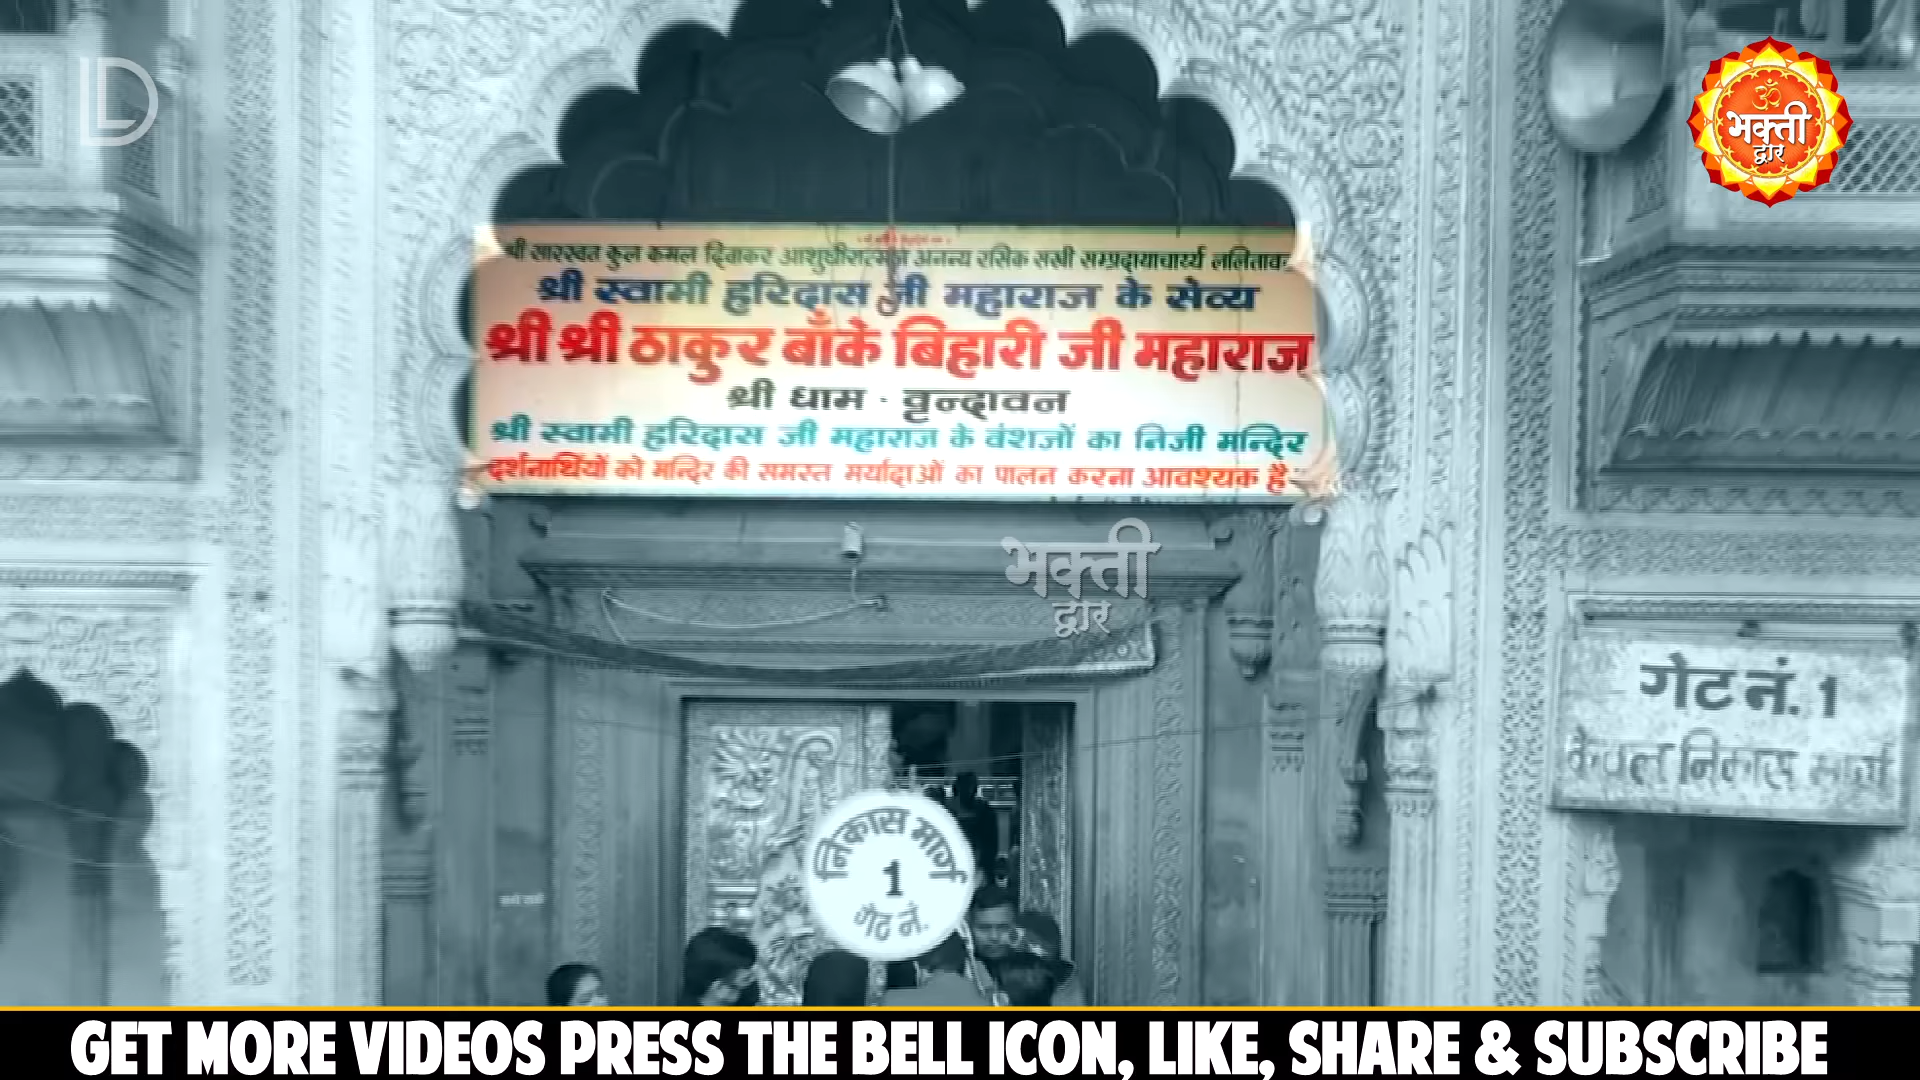 LD
ॐ
भक्ती
द्वार
श्री सारस्वत कुल कमल दिवाकर आशुधीरात्मज अनन्य रसिक सखी सम्प्रदायाचार्य्य ललिताव
श्री स्वामी हरिदास जी महाराज के सेव्य
श्री श्री ठाकुर बाँके बिहारी जी महाराज
श्री धाम · वृन्दावन
श्री स्वामी हरिदास जी महाराज के वंशजों का निजी मन्दिर
दर्शनार्थियों को मन्दिर की समस्त मर्यादाओं का पालन करना आवश्यक है
भक्ती
द्वार
गेट नं. 1
केवल निकास मार्ग
निकास मार्ग
1
गेट नं.
GET MORE VIDEOS PRESS THE BELL ICON, LIKE, SHARE & SUBSCRIBE